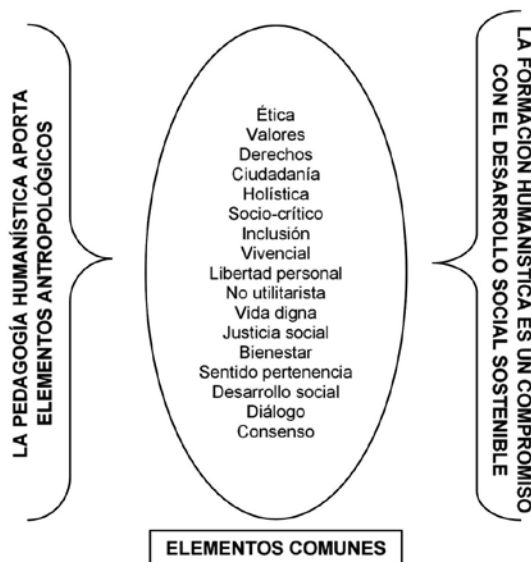 LA PEDAGOGÍA HUMANÍSTICA APORTA
ELEMENTOS ANTROPOLÓGICOS
Ética
Valores
Derechos
Ciudadanía
Holística
Socio-crítico
Inclusión
Vivencial
Libertad personal
No utilitarista
Vida digna
Justicia social
Bienestar
Sentido pertenencia
Desarrollo social
Diálogo
Consenso
LA FORMACIÓN HUMANÍSTICA ES UN COMPROMISO
CON EL DESARROLLO SOCIAL SOSTENIBLE
ELEMENTOS COMUNES